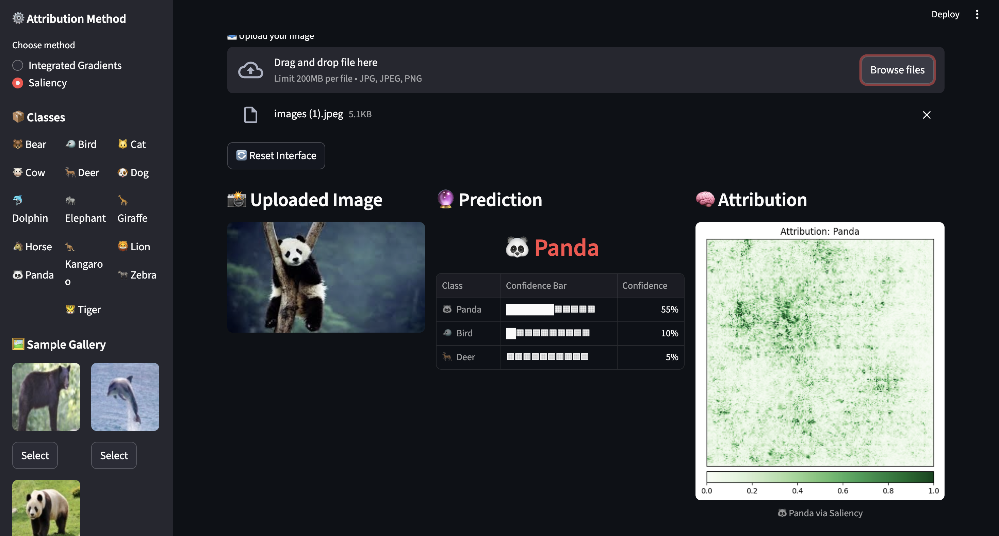 Attribution Method
Choose method
Integrated Gradients
Saliency
Classes
Bear
Bird
Cat
Cow
Deer
Dog
Dolphin
Elephant
Giraffe
Horse
Kangaro
o
Lion
Panda
Zebra
Tiger
Sample Gallery
Select
Select
Deploy
Upload your image
Drag and drop file here
Limit 200MB per file • JPG, JPEG, PNG
Browse files
images (1).jpeg 5.1KB
Reset Interface
Uploaded Image
Prediction
Panda
Class Confidence Bar Confidence
Panda 55%
Bird 10%
Deer 5%
Attribution
Attribution: Panda
0.0 0.2 0.4 0.6 0.8 1.0
Panda via Saliency